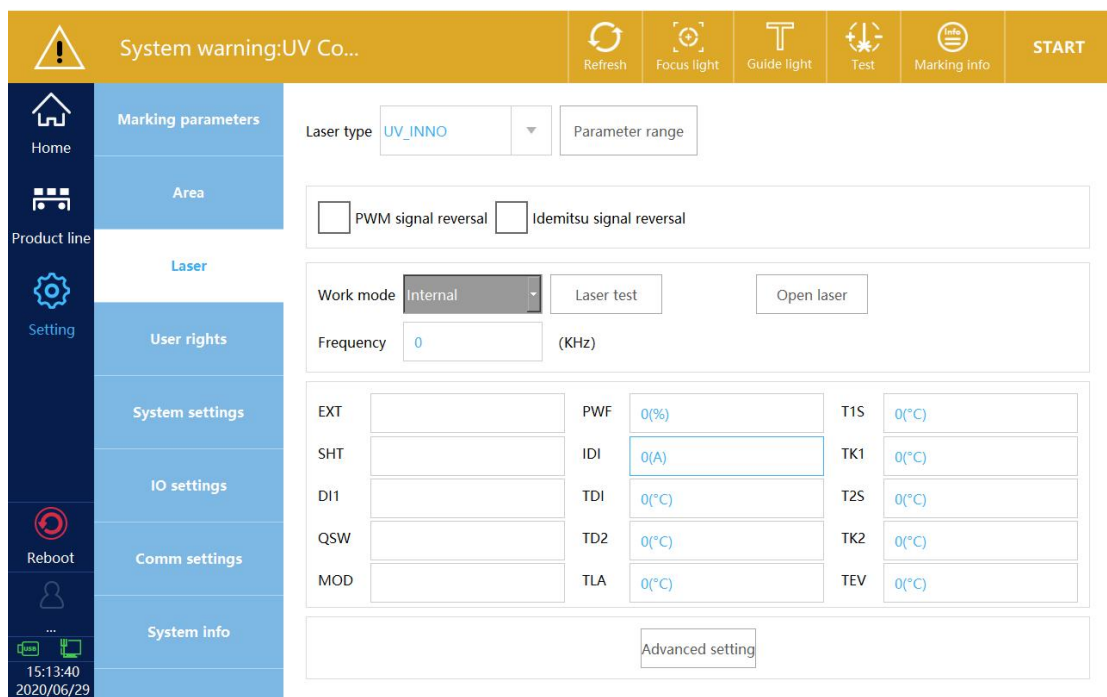 System warning:UV Co...
Refresh
Focus light
Guide light
Test
Info
Marking info
START
Home
Product line
Setting
Reboot
...
USB
15:13:40
2020/06/29
Marking parameters
Area
Laser
User rights
System settings
IO settings
Comm settings
System info
Laser type UV_INNO Parameter range
PWM signal reversal Idemitsu signal reversal
Work mode Internal Laser test Open laser
Frequency 0 (KHz)
EXT PWF 0(%) T1S 0(°C)
SHT IDI 0(A) TK1 0(°C)
DI1 TDI 0(°C) T2S 0(°C)
QSW TD2 0(°C) TK2 0(°C)
MOD TLA 0(°C) TEV 0(°C)
Advanced setting